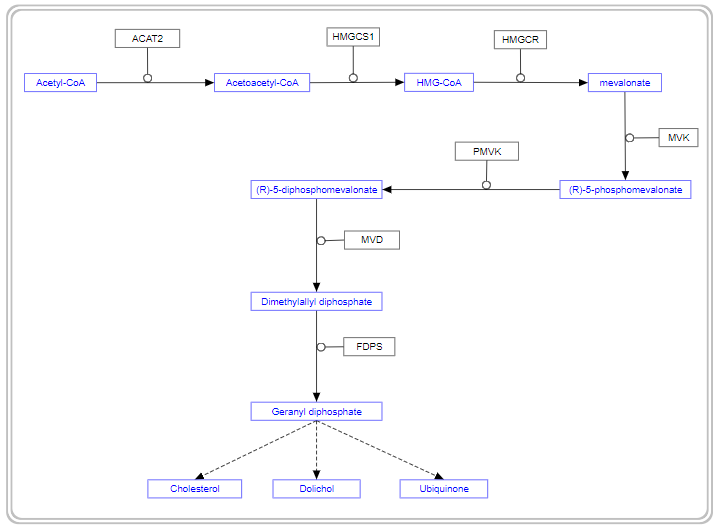 ACAT2
HMGCS1
HMGCR
Acetyl-CoA
Acetoacetyl-CoA
HMG-CoA
mevalonate
MVK
PMVK
(R)-5-diphosphomevalonate
(R)-5-phosphomevalonate
MVD
Dimethylallyl diphosphate
FDPS
Geranyl diphosphate
Cholesterol
Dolichol
Ubiquinone